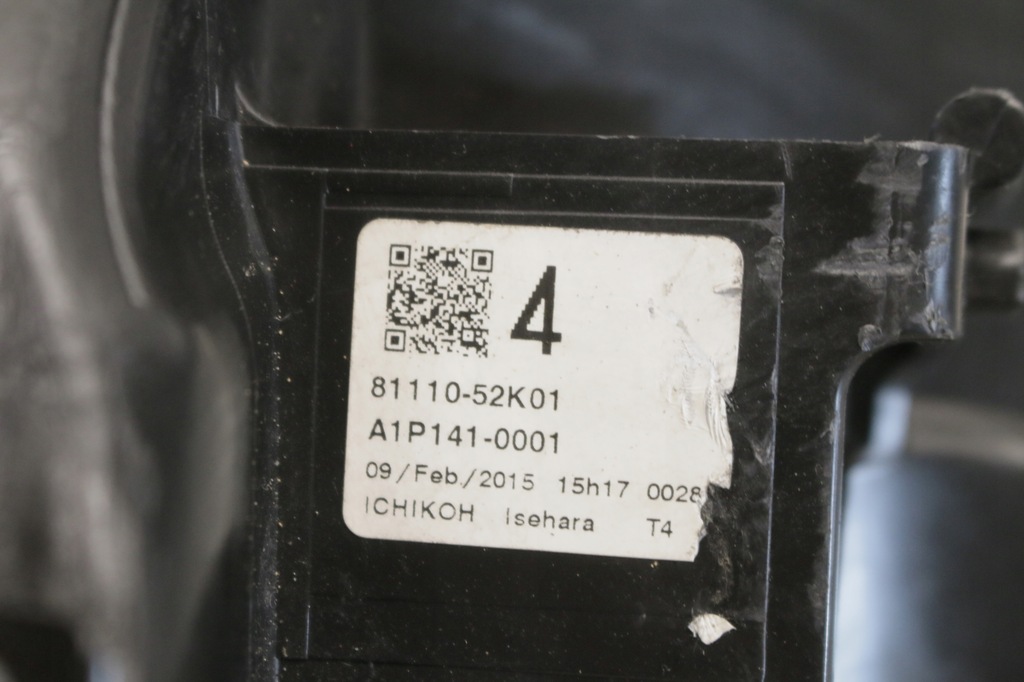 4
81110-52K01
A1P141-0001
09/Feb./2015 15h17 0028
ICHIKOH Isehara T4